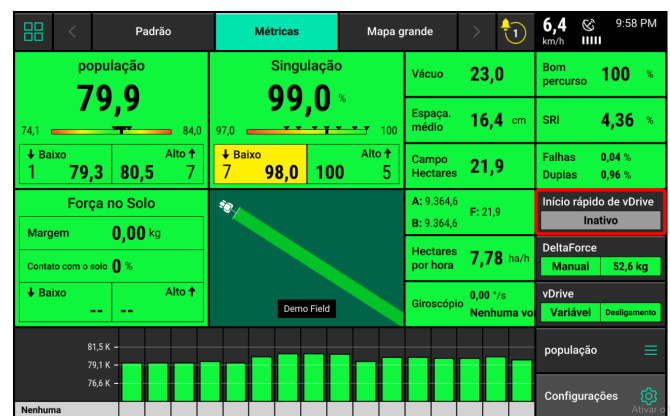 Padrão
Métricas
Mapa grande
1
6,4
km/h
9:58 PM
população
79,9
74,1
84,0
Baixo
Alto
1 79,3 80,5 7
Singulação
99,0 %
97,0
100
Baixo
Alto
7 98,0 100 5
Vácuo 23,0
Espaça. médio 16,4 cm
Campo Hectares 21,9
Bom percurso 100 %
SRI 4,36 %
Falhas 0,04 %
Duplas 0,96 %
Força no Solo
Margem 0,00 kg
Contato com o solo 0 %
Baixo
Alto
-- --
Demo Field
A: 9.364,6
B: 9.364,6
F: 21,9
Hectares por hora 7,78 ha/h
Giroscópio 0,00 °/s
Nenhuma vo
Início rápido de vDrive
Inativo
DeltaForce
Manual 52,6 kg
vDrive
Variável Desligamento
81,5 K
79,1 K
76,6 K
Nenhuma
população
Configurações
Ativar o